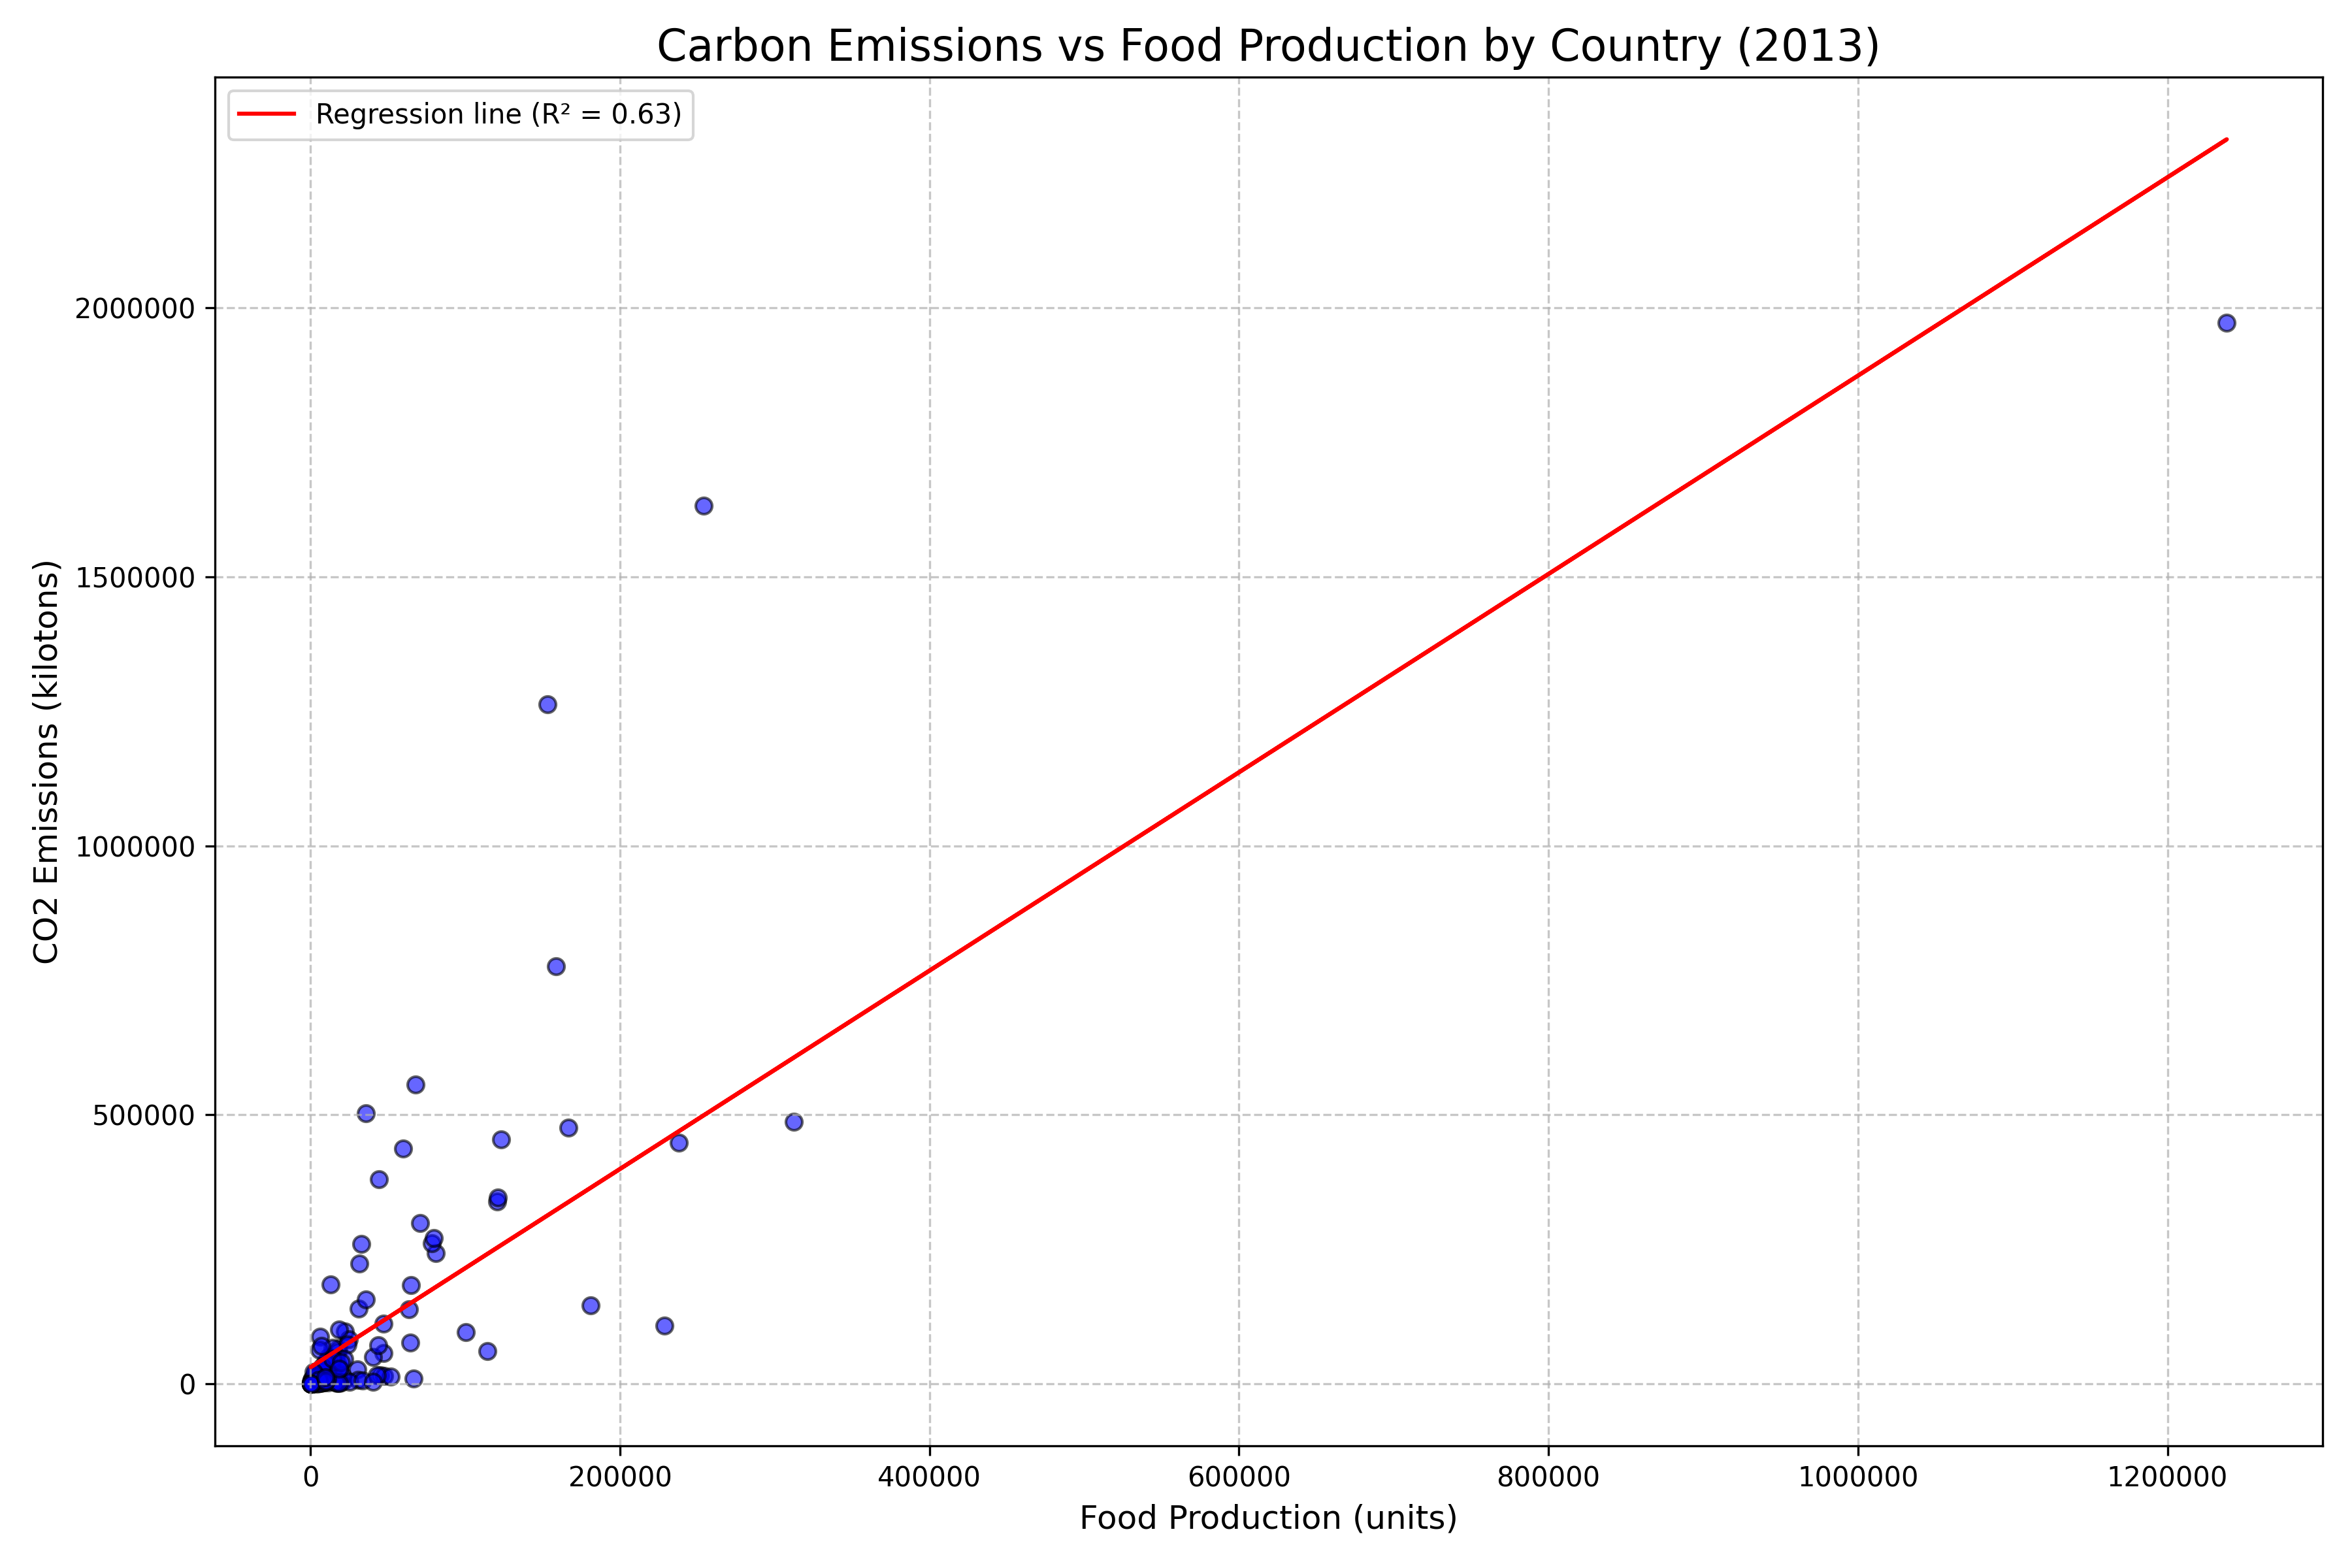 Carbon Emissions vs Food Production by Country (2013)
Regression line (R² = 0.63)
CO2 Emissions (kilotons)
2000000
1500000
1000000
500000
0
0 200000 400000 600000 800000 1000000 1200000
Food Production (units)